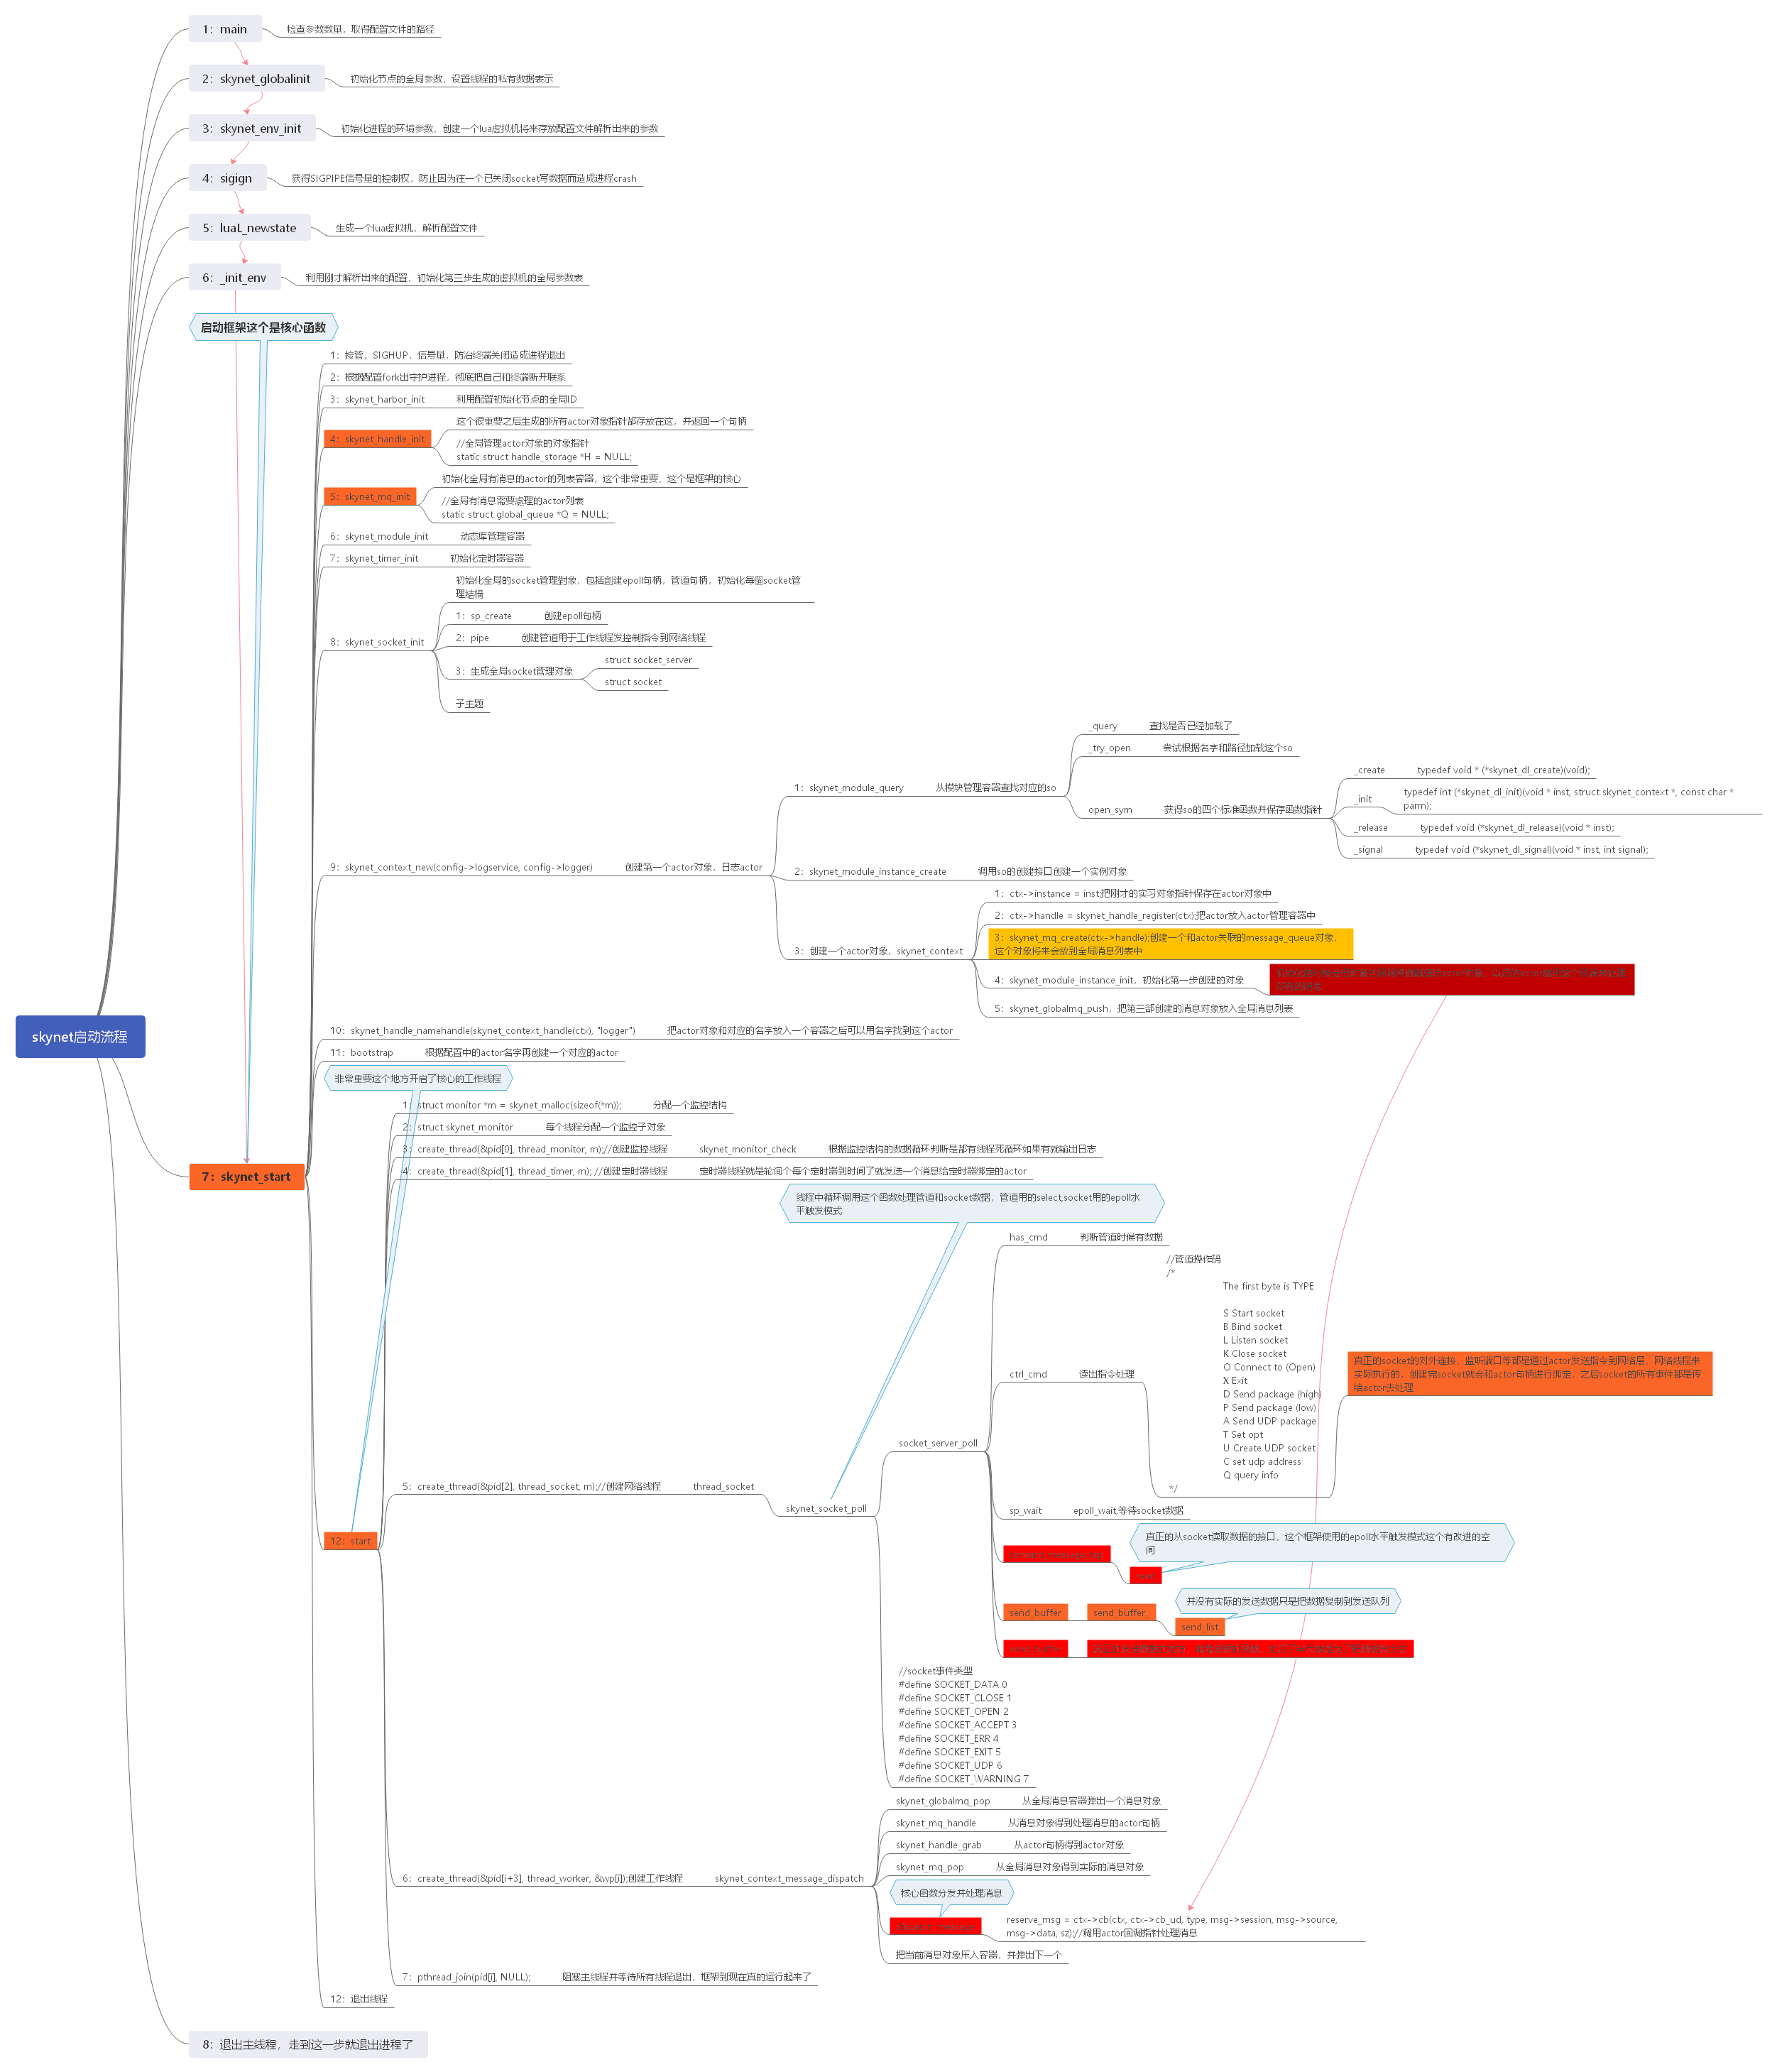 1：main
检查参数数量，取得配置文件的路径
2：skynet_globalinit
初始化节点的全局参数，设置线程的私有数据表示
3：skynet_env_init
初始化进程的环境参数，创建一个lua虚拟机将来存放配置文件解析出来的参数
4：sigign
获得SIGPIPE信号量的控制权，防止因为往一个已关闭socket写数据而造成进程crash
5：luaL_newstate
生成一个lua虚拟机，解析配置文件
6：_init_env
利用刚才解析出来的配置，初始化第三步生成的虚拟机的全局参数表
启动框架这个是核心函数
1：接管，SIGHUP，信号量，防治终端关闭造成进程退出
2：根据配置fork出守护进程，彻底把自己和终端断开联系
3：skynet_harbor_init
利用配置初始化节点的全局ID
4：skynet_handle_init
这个很重要之后生成的所有actor对象指针都存放在这，并返回一个句柄
//全局管理actor对象的对象指针
static struct handle_storage *H = NULL;
5：skynet_mq_init
初始化全局有消息的actor的列表容器，这个非常重要，这个是框架的核心
//全局有消息需要處理的actor列表
static struct global_queue *Q = NULL;
6：skynet_module_init
动态库管理容器
7：skynet_timer_init
初始化定时器容器
8：skynet_socket_init
初始化全局的socket管理對象，包括创建epoll句柄，管道句柄，初始化每個socket管
理结構
1：sp_create
创建epoll句柄
2：pipe
创建管道用于工作线程发控制指令到网络线程
3：生成全局socket管理对象
struct socket_server
struct socket
子主题
9：skynet_context_new(config->logservice, config->logger)
创建第一个actor对象，日志actor
1：skynet_module_query
从模块管理容器查找对应的so
_query
查找是否已经加载了
_try_open
尝试根据名字和路径加载这个so
open_sym
获得so的四个标准函数并保存函数指针
_create
typedef void * (*skynet_dl_create)(void);
_init
typedef int (*skynet_dl_init)(void * inst, struct skynet_context *, const char *
parm);
_release
typedef void (*skynet_dl_release)(void * inst);
_signal
typedef void (*skynet_dl_signal)(void * inst, int signal);
2：skynet_module_instance_create
调用so的创建接口创建一个实例对象
3：创建一个actor对象，skynet_context
1：ctx->instance = inst;把刚才的实习对象指针保存在actor对象中
2：ctx->handle = skynet_handle_register(ctx);把actor放入actor管理容器中
3：skynet_mq_create(ctx->handle);创建一个和actor关联的message_queue对象，
这个对象将来会放到全局消息列表中
4：skynet_module_instance_init，初始化第一步创建的对象
5：skynet_globalmq_push，把第三部创建的消息对象放入全局消息列表
10：skynet_handle_namehandle(skynet_context_handle(ctx), "logger")
把actor对象和对应的名字放入一个容器之后可以用名字找到这个actor
11：bootstrap
根据配置中的actor名字再创建一个对应的actor
skynet启动流程
7：skynet_start
非常重要这个地方开启了核心的工作线程
1：struct monitor *m = skynet_malloc(sizeof(*m));
分配一个监控结构
2：struct skynet_monitor
每个线程分配一个监控子对象
3：create_thread(&pid[0], thread_monitor, m);//创建监控线程
skynet_monitor_check
根据监控结构的数据循环判断是都有线程死循环如果有就输出日志
4：create_thread(&pid[1], thread_timer, m); //创建定时器线程
定时器线程就是轮询个每个定时器到时间了就发送一个消息给定时器绑定的actor
线程中循环调用这个函数处理管道和socket数据，管道用的select,socket用的epoll水
平触发模式
has_cmd
判断管道时候有数据
//管道操作码
/*
The first byte is TYPE
S Start socket
B Bind socket
L Listen socket
K Close socket
O Connect to (Open)
X Exit
D Send package (high)
P Send package (low)
A Send UDP package
T Set opt
U Create UDP socket
C set udp address
Q query info
*/
ctrl_cmd
读出指令处理
真正的socket的对外连接，监听端口等都是通过actor发送指令到网络层，网络线程来
实际执行的，创建完socket就会和actor句柄进行绑定，之后socket的所有事件都是传
给actor去处理
socket_server_poll
5：create_thread(&pid[2], thread_socket, m);//创建网络线程
thread_socket
skynet_socket_poll
sp_wait
epoll_wait,等待socket数据
12：start
真正的从socket读取数据的接口，这个框架使用的epoll水平触发模式这个有改进的空
间
并没有实际的发送数据只是把数据复制到发送队列
send_buffer
send_buffer_
send_list
//socket事件类型
#define SOCKET_DATA 0
#define SOCKET_CLOSE 1
#define SOCKET_OPEN 2
#define SOCKET_ACCEPT 3
#define SOCKET_ERR 4
#define SOCKET_EXIT 5
#define SOCKET_UDP 6
#define SOCKET_WARNING 7
skynet_globalmq_pop
从全局消息容器弹出一个消息对象
skynet_mq_handle
从消息对象得到处理消息的actor句柄
skynet_handle_grab
从actor句柄得到actor对象
skynet_mq_pop
从全局消息对象得到实际的消息对象
6：create_thread(&pid[i+3], thread_worker, &wp[i]);创建工作线程
skynet_context_message_dispatch
核心函数分发并处理消息
reserve_msg = ctx->cb(ctx, ctx->cb_ud, type, msg->session, msg->source,
msg->data, sz);//调用actor回调指针处理消息
把当前消息对象压入容器，并弹出下一个
7：pthread_join(pid[i], NULL);
阻塞主线程并等待所有线程退出，框架到现在真的运行起来了
12：退出线程
8：退出主线程，走到这一步就退出进程了